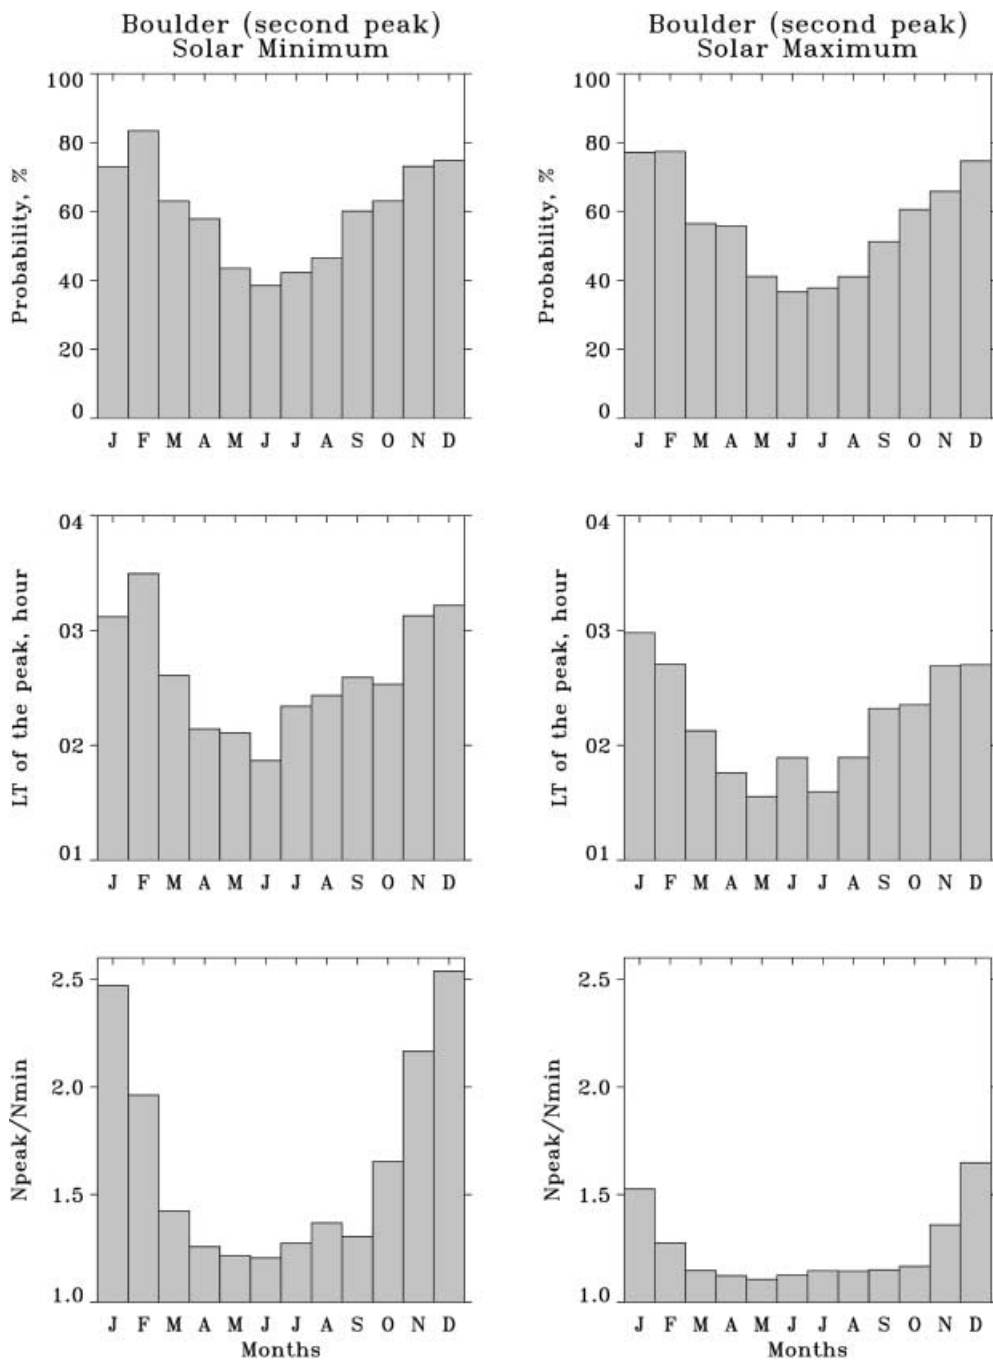 Boulder (second peak)
Solar Minimum
Boulder (second peak)
Solar Maximum
Probability, %
100
80
60
40
20
0
J F M A M J J A S O N D
Probability, %
100
80
60
40
20
0
J F M A M J J A S O N D
LT of the peak, hour
04
03
02
01
J F M A M J J A S O N D
LT of the peak, hour
04
03
02
01
J F M A M J J A S O N D
Npeak/Nmin
2.5
2.0
1.5
1.0
J F M A M J J A S O N D
Months
Npeak/Nmin
2.5
2.0
1.5
1.0
J F M A M J J A S O N D
Months